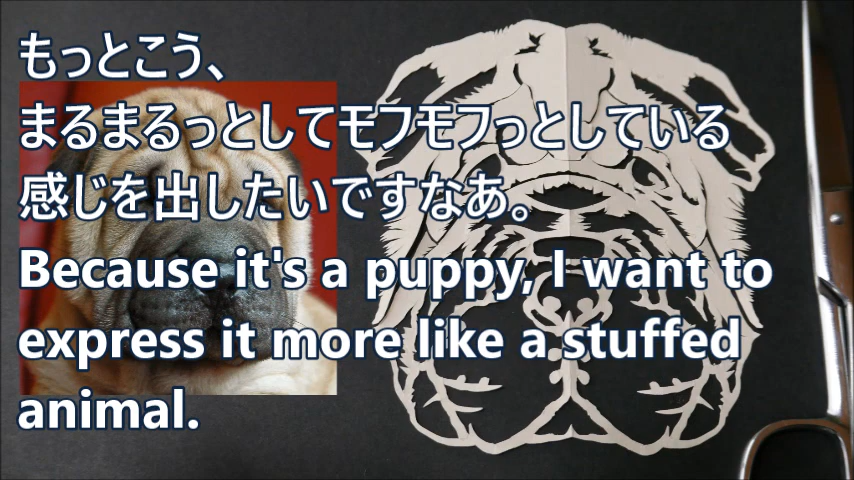 もっとこう、
まるまるっとしてモフモフっとしている
感じを出したいですなあ。
Because it's a puppy, I want to
express it more like a stuffed
animal.